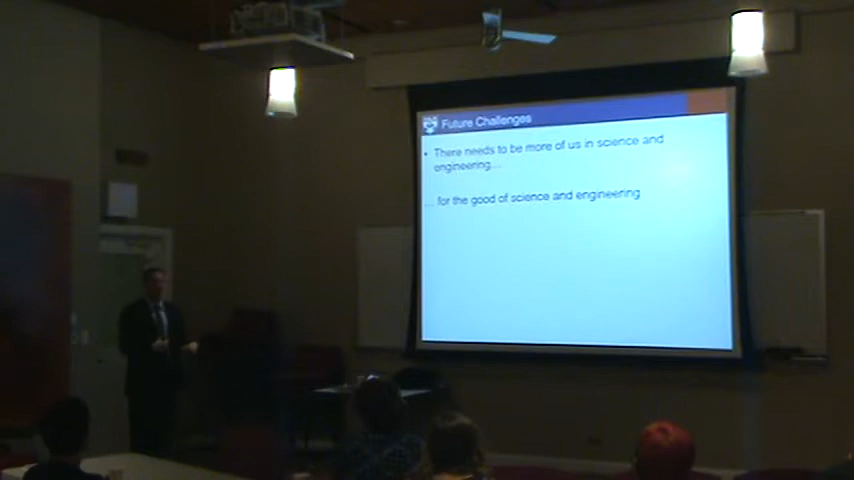 Future Challenges
• There needs to be more of us in science and
engineering...
... for the good of science and engineering